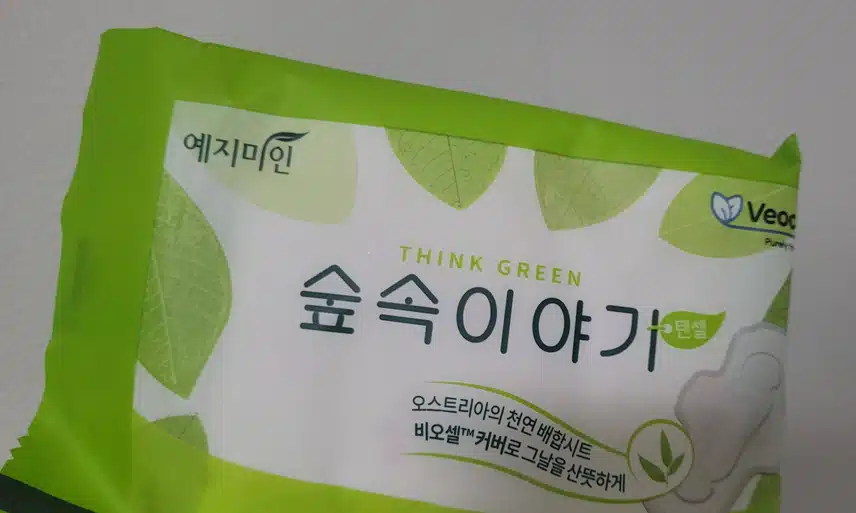 예지미인
THINK GREEN
숲속이야기
텐셀
오스트리아의 천연 배합시트
비오셀™ 커버로 그날을 산뜻하게